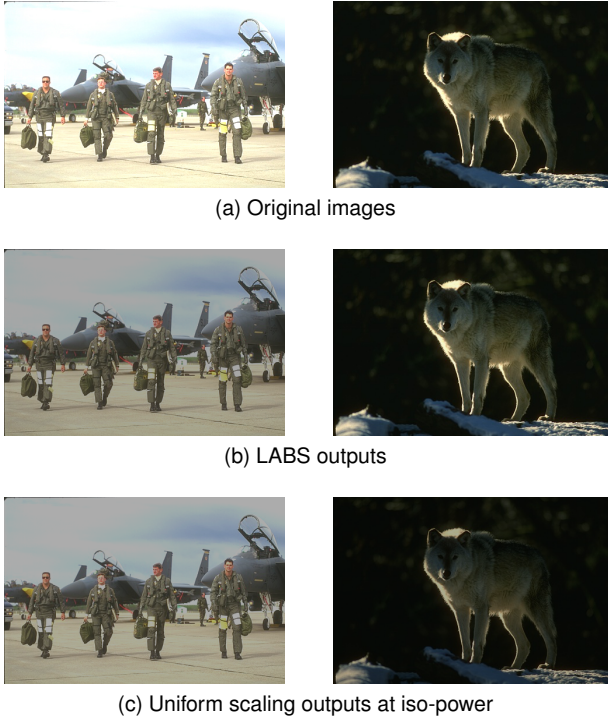 (a) Original images
(b) LABS outputs
(c) Uniform scaling outputs at iso-power